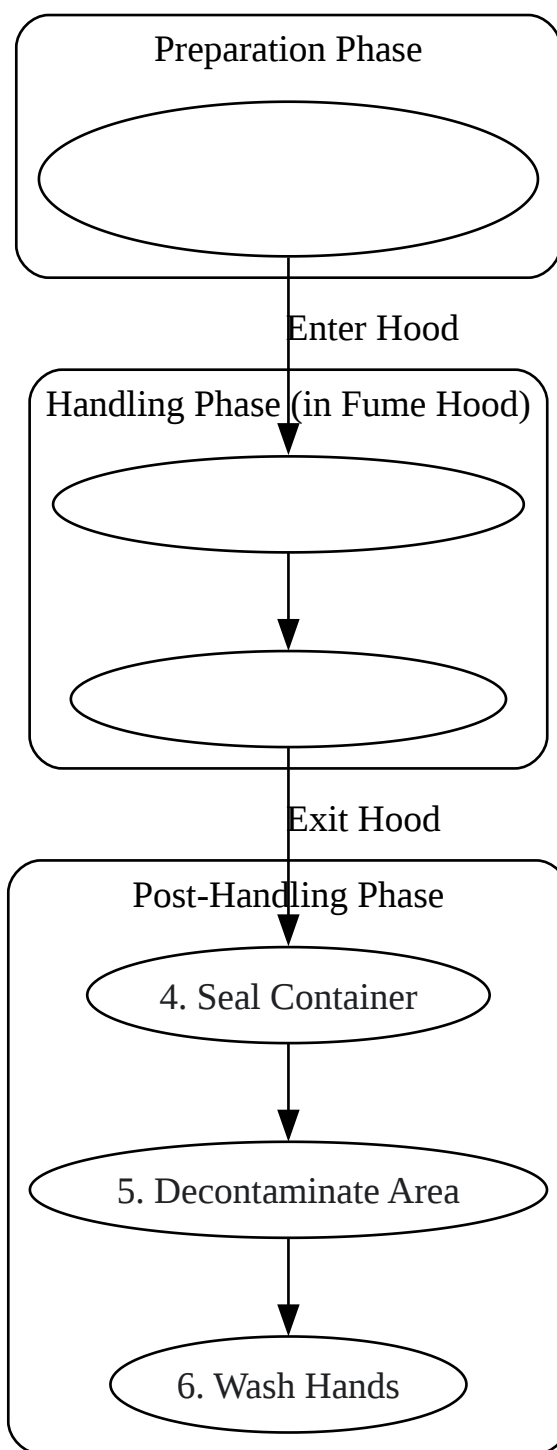 Preparation Phase
Enter Hood
Handling Phase (in Fume Hood)
Exit Hood
Post-Handling Phase
4. Seal Container
5. Decontaminate Area
6. Wash Hands